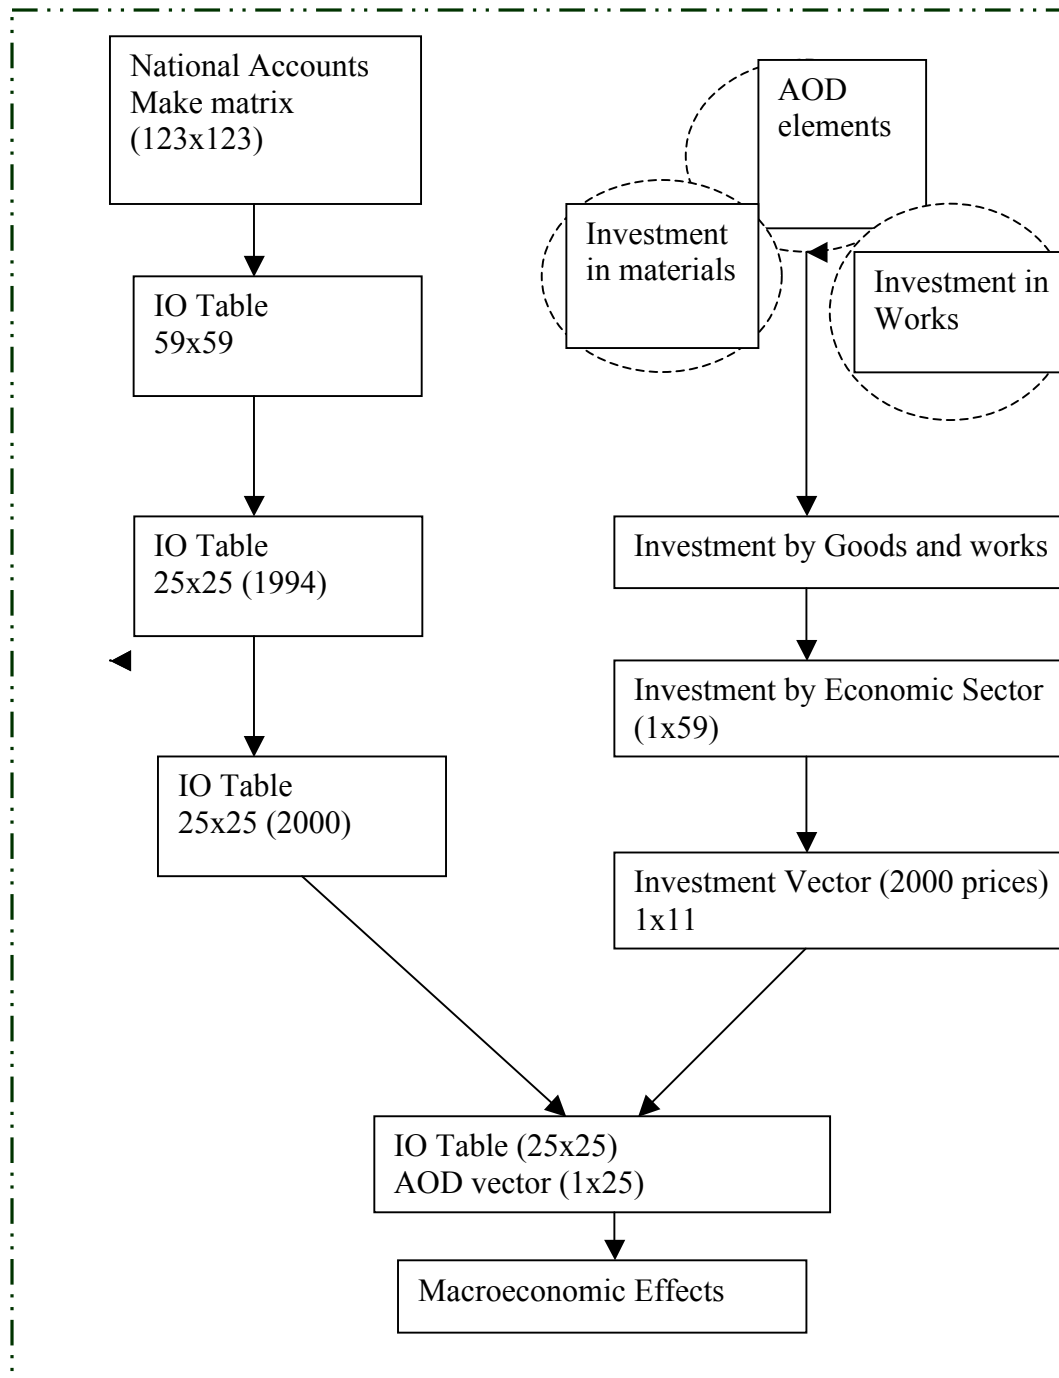 National Accounts
Make matrix
(123x123)
IO Table
59x59
IO Table
25x25 (1994)
IO Table
25x25 (2000)
AOD
elements
Investment
in materials
Investment in
Works
Investment by Goods and works
Investment by Economic Sector
(1x59)
Investment Vector (2000 prices)
1x11
IO Table (25x25)
AOD vector (1x25)
Macroeconomic Effects